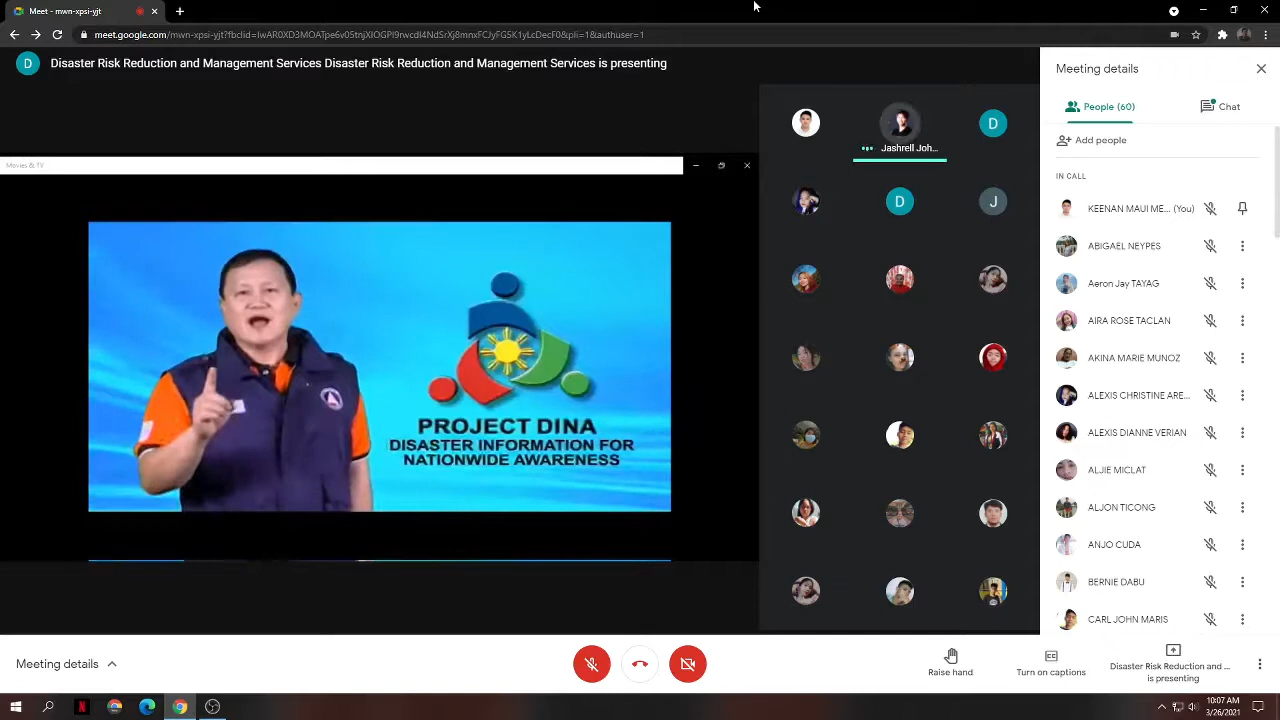 Meet - mwn-xpsi-yjt
meet.google.com/mwn-xpsi-yjt?fbclid=IwAR0XD3MOATpe6v05tnjXIOGPI9rwcdI4NdSrXj8mnxFCJyFG5K1yLcDecF0&pli=1&authuser=1
D
Disaster Risk Reduction and Management Services Disaster Risk Reduction and Management Services is presenting
Movies & TV
PROJECT DINA
DISASTER INFORMATION FOR
NATIONWIDE AWARENESS
D
Jashrell Joh...
D
J
Meeting details
People (60)
Chat
Add people
IN CALL
KEENAN MAUI ME... (You)
ABIGAEL NEYPES
Aeron Jay TAYAG
AIRA ROSE TACLAN
AKINA MARIE MUNOZ
ALEXIS CHRISTINE ARE...
ALEXIS DIANNE VERIAN
ALJIE MICLAT
ALJON TICONG
ANJO CUDA
BERNIE DABU
CARL JOHN MARIS
Meeting details
Raise hand
Turn on captions
Disaster Risk Reduction and ...
is presenting
10:07 AM
3/26/2021